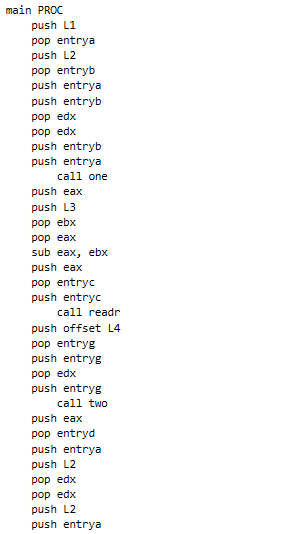 main PROC
push L1
pop entrya
push L2
pop entryb
push entrya
push entryb
pop edx
pop edx
push entryb
push entrya
call one
push eax
push L3
pop ebx
pop eax
sub eax, ebx
push eax
pop entryc
push entryc
call readr
push offset L4
pop entryg
push entryg
pop edx
push entryg
call two
push eax
pop entryd
push entrya
push L2
pop edx
pop edx
push L2
push entrya